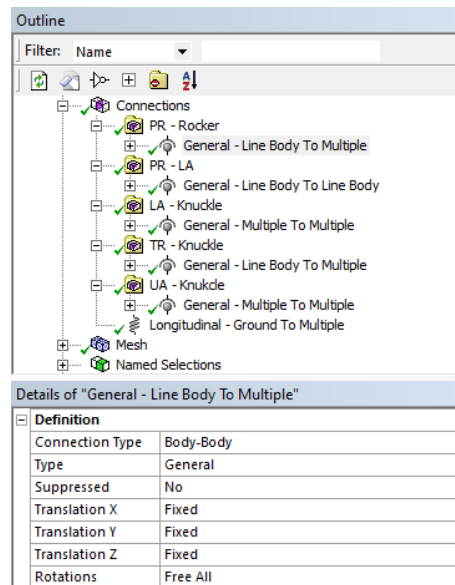 Outline
Filter: Name
Connections
PR - Rocker
General - Line Body To Multiple
PR - LA
General - Line Body To Line Body
LA - Knuckle
General - Multiple To Multiple
TR - Knuckle
General - Line Body To Multiple
UA - Knukcle
General - Multiple To Multiple
Longitudinal - Ground To Multiple
Mesh
Named Selections
Details of "General - Line Body To Multiple"
Definition
Connection Type Body-Body
Type General
Suppressed No
Translation X Fixed
Translation Y Fixed
Translation Z Fixed
Rotations Free All